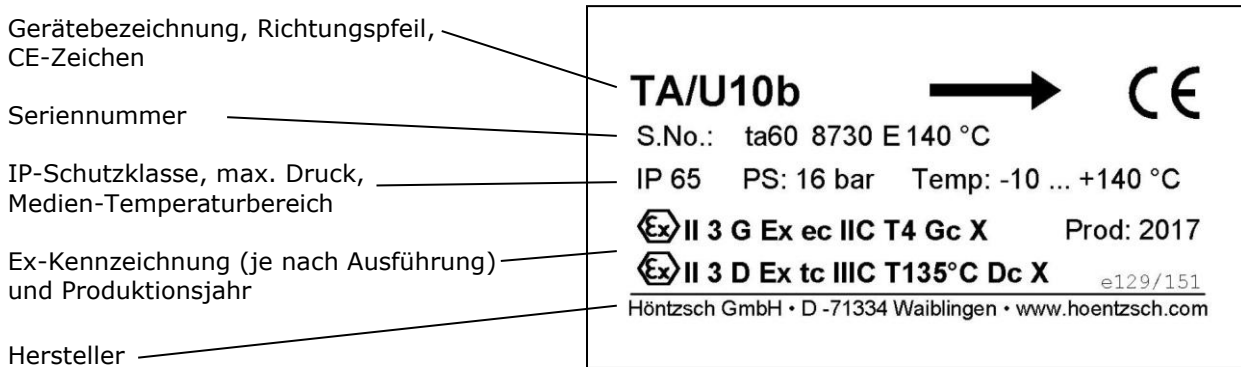 Gerätebezeichnung, Richtungspfeil,
CE-Zeichen
Seriennummer
IP-Schutzklasse, max. Druck,
Medien-Temperaturbereich
Ex-Kennzeichnung (je nach Ausführung)
und Produktionsjahr
Hersteller
TA/U10b CE
S.No.: ta60 8730 E 140 °C
IP 65 PS: 16 bar Temp: -10 ... +140 °C
Ex II 3 G Ex ec IIC T4 Gc X Prod: 2017
Ex II 3 D Ex tc IIIC T135°C Dc X e129/151
Höntzsch GmbH • D -71334 Waiblingen • www.hoentzsch.com